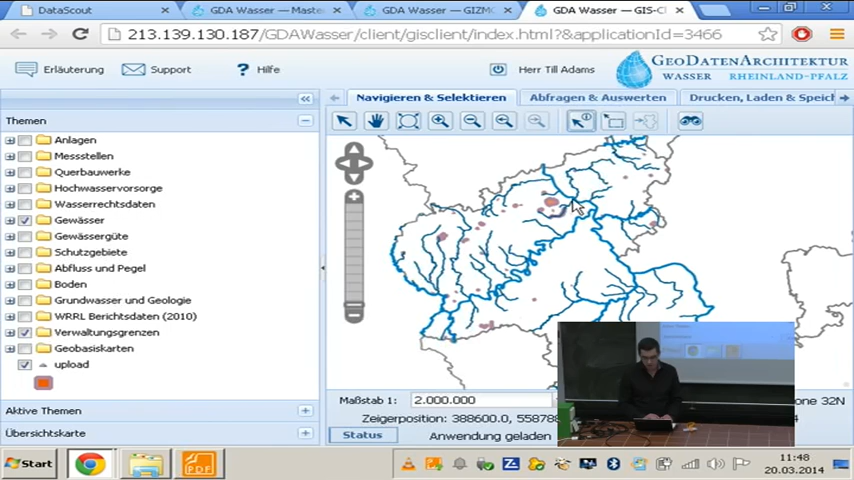 DataScout
GDA Wasser — Maste
GDA Wasser — GIZM
GDA Wasser — GIS-C
213.139.130.187/GDAWasser/client/gisclient/index.html?&applicationId=3466
Erläuterung
Support
? Hilfe
Herr Till Adams
GEODATENARCHITEKTUR
WASSER RHEINLAND-PFALZ
Navigieren & Selektieren
Abfragen & Auswerten
Drucken, Laden & Speich
Themen
Anlagen
Messstellen
Querbauwerke
Hochwasservorsorge
Wasserrechtsdaten
Gewässer
Gewässergüte
Schutzgebiete
Abfluss und Pegel
Boden
Grundwasser und Geologie
WRRL Berichtsdaten (2010)
Verwaltungsgrenzen
Geobasiskarten
upload
Aktive Themen
Übersichtskarte
Maßstab 1: 2.000.000
one 32N
Zeigerposition: 388600.0, 55878
Status
Anwendung geladen
Start
PDF
11:48
20.03.2014